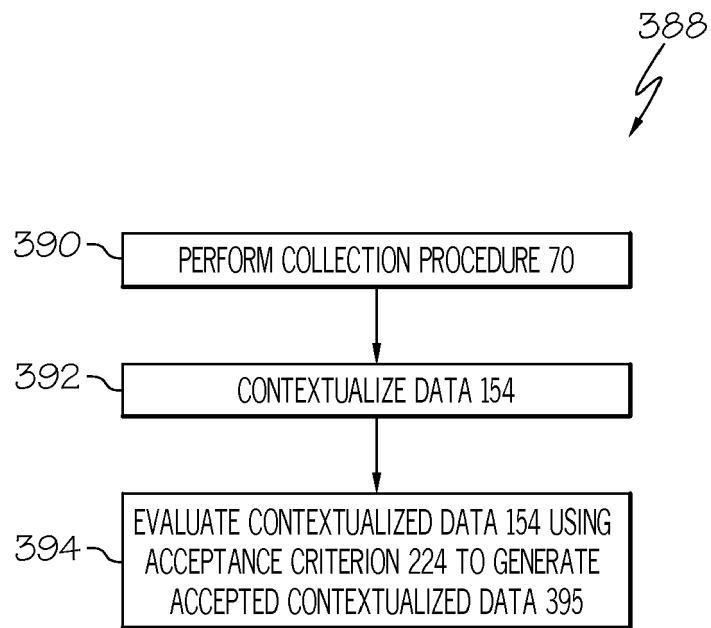 388
390
PERFORM COLLECTION PROCEDURE 70
392
CONTEXTUALIZE DATA 154
394
EVALUATE CONTEXTUALIZED DATA 154 USING
ACCEPTANCE CRITERION 224 TO GENERATE
ACCEPTED CONTEXTUALIZED DATA 395